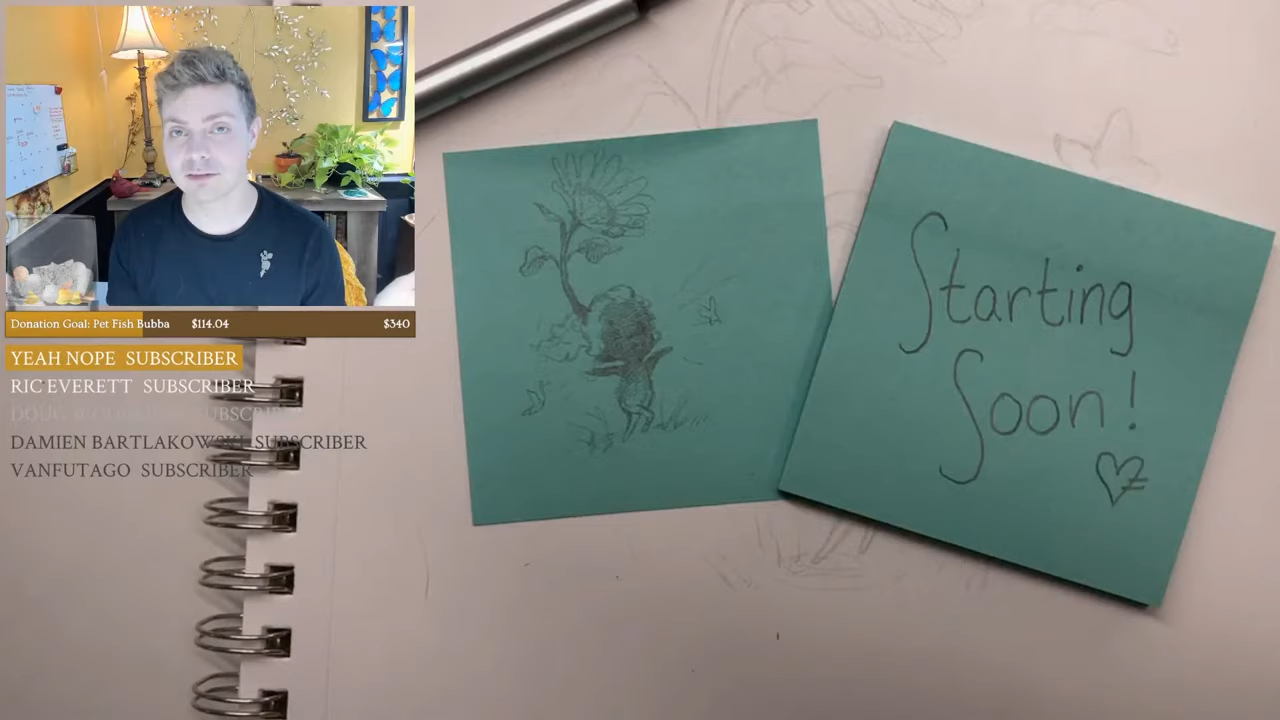 Donation Goal: Pet Fish Bubba $114.04 $340
YEAH NOPE SUBSCRIBER
RIC EVERETT SUBSCRIBER
SUBSCRIBER
DAMIEN BARTLAKOWSKI SUBSCRIBER
VANFUTAGO SUBSCRIBER
Starting
Soon!